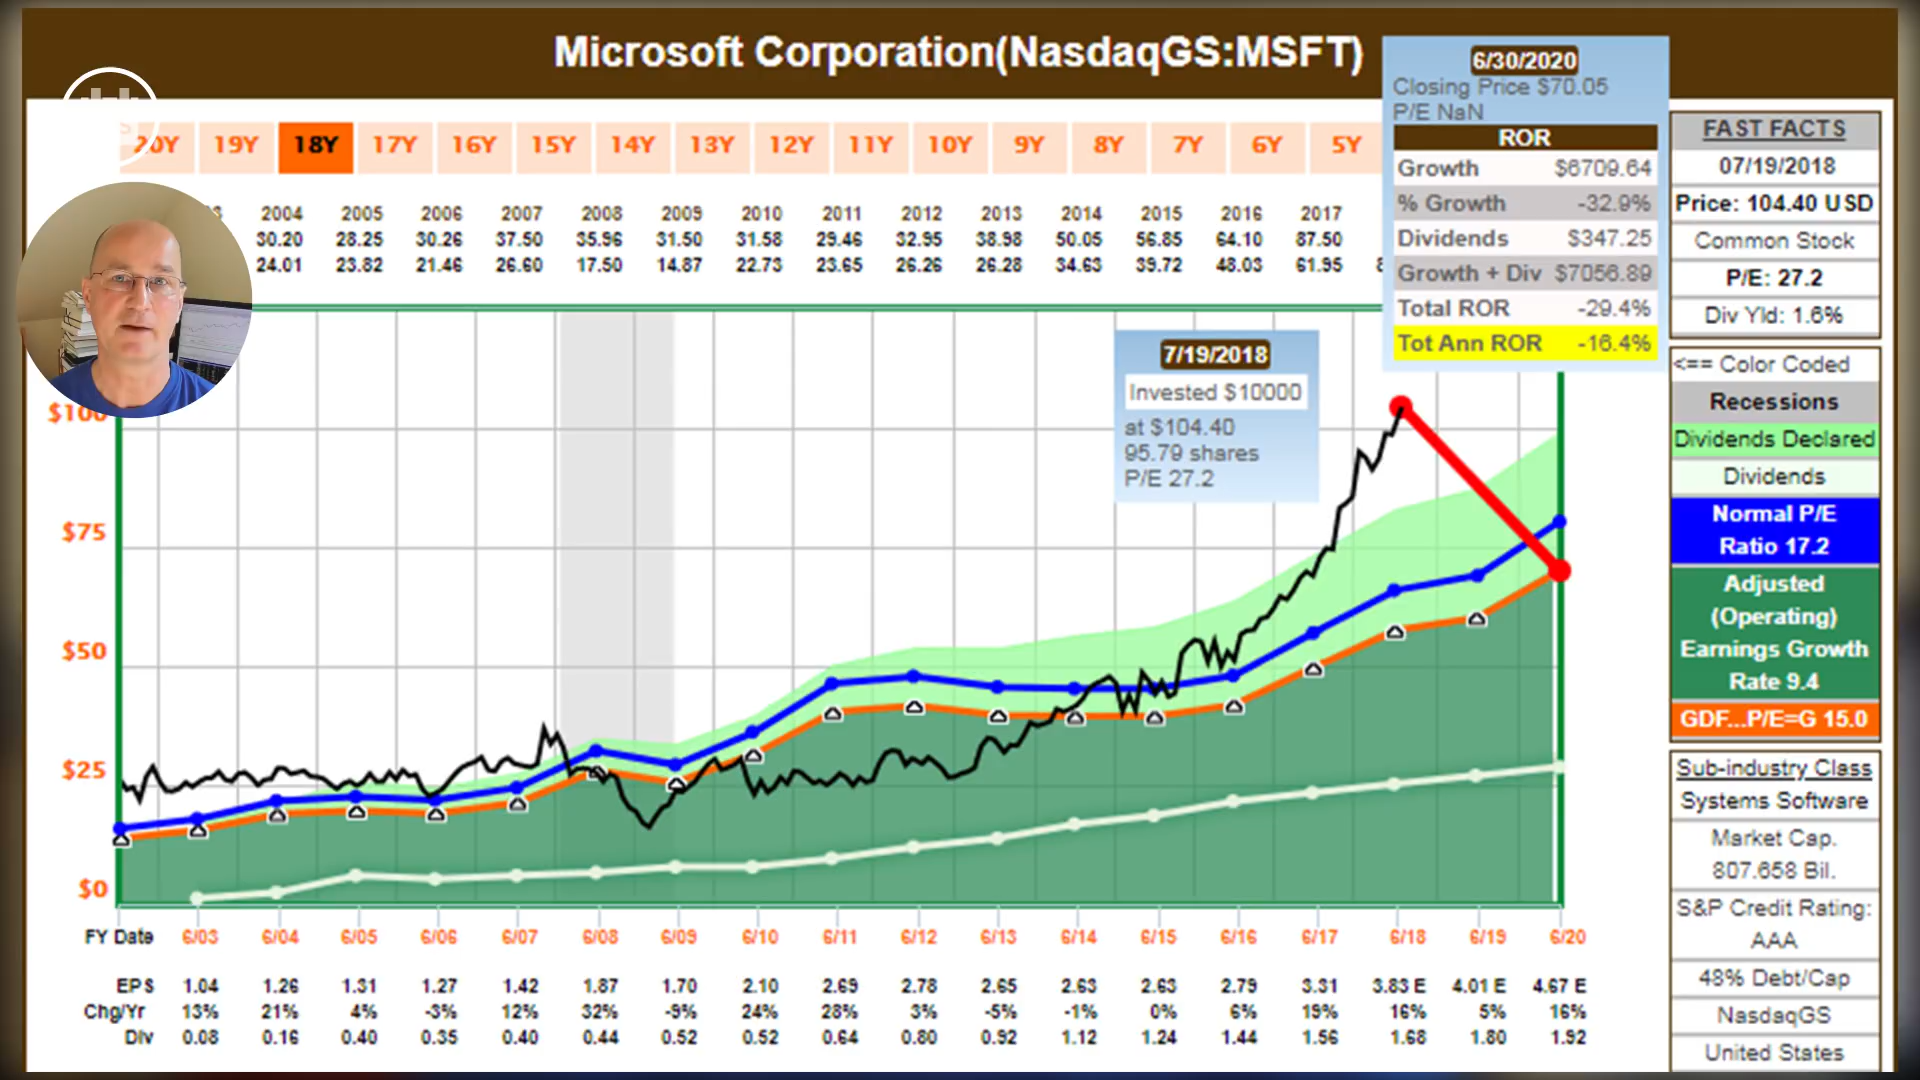 Microsoft Corporation(NasdaqGS:MSFT)
20Y 19Y 18Y 17Y 16Y 15Y 14Y 13Y 12Y 11Y 10Y 9Y 8Y 7Y 6Y 5Y
2004 2005 2006 2007 2008 2009 2010 2011 2012 2013 2014 2015 2016 2017
30.20 28.25 30.26 37.50 35.96 31.50 31.58 29.46 32.95 38.98 50.05 56.85 64.10 87.50
24.01 23.82 21.46 26.60 17.50 14.87 22.73 23.65 26.26 26.28 34.63 39.72 48.03 61.95
6/30/2020
Closing Price $70.05
P/E NaN
ROR
Growth $6709.64
% Growth -32.9%
Dividends $347.25
Growth + Div $7056.89
Total ROR -29.4%
Tot Ann ROR -16.4%
7/19/2018
Invested $10000
at $104.40
95.79 shares
P/E 27.2
$100
$75
$50
$25
$0
FY Date 6/03 6/04 6/05 6/06 6/07 6/08 6/09 6/10 6/11 6/12 6/13 6/14 6/15 6/16 6/17 6/18 6/19 6/20
EPS 1.04 1.26 1.31 1.27 1.42 1.87 1.70 2.10 2.69 2.78 2.65 2.63 2.63 2.79 3.31 3.83 E 4.01 E 4.67 E
Chg/Yr 13% 21% 4% -3% 12% 32% -9% 24% 28% 3% -5% -1% 0% 6% 19% 16% 5% 16%
Div 0.08 0.16 0.40 0.35 0.40 0.44 0.52 0.52 0.64 0.80 0.92 1.12 1.24 1.44 1.56 1.68 1.80 1.92
FAST FACTS
07/19/2018
Price: 104.40 USD
Common Stock
P/E: 27.2
Div Yld: 1.6%
<== Color Coded
Recessions
Dividends Declared
Dividends
Normal P/E
Ratio 17.2
Adjusted
(Operating)
Earnings Growth
Rate 9.4
GDF...P/E=G 15.0
Sub-industry Class
Systems Software
Market Cap.
807.658 Bil.
S&P Credit Rating:
AAA
48% Debt/Cap
NasdaqGS
United States